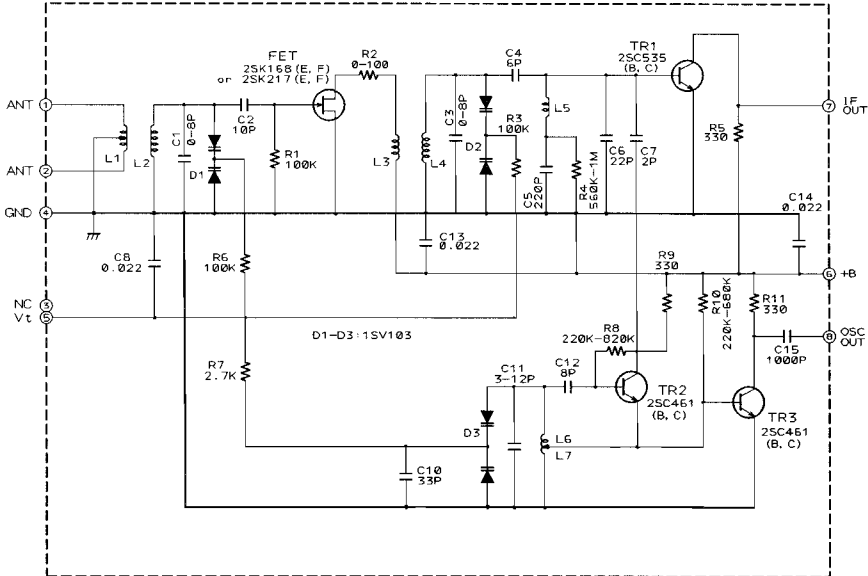 FET
2SK168(E, F)
or 2SK217(E, F)
R2
0-100
C4
6P
TR1
2SC535
(B, C)
ANT 1
C1
0-8P
C2
10P
C3
0-8P
R3
100K
L5
7 IF
OUT
R5
330
L1
L2
R1
100K
L3
L4
D2
C6
22P
C7
2P
ANT 2
D1
C5
220P
R4
560K-1M
GND 4
C14
0.022
C8
0.022
R6
100K
C13
0.022
R9
330
6 +B
NC 3
Vt 5
R10
220K-680K
R11
330
D1-D3:1SV103
R8
220K-820K
8 OSC
OUT
C15
1000P
R7
2.7K
C11
3-12P
C12
8P
TR2
2SC461
(B, C)
TR3
2SC461
(B, C)
D3
L6
L7
C10
33P